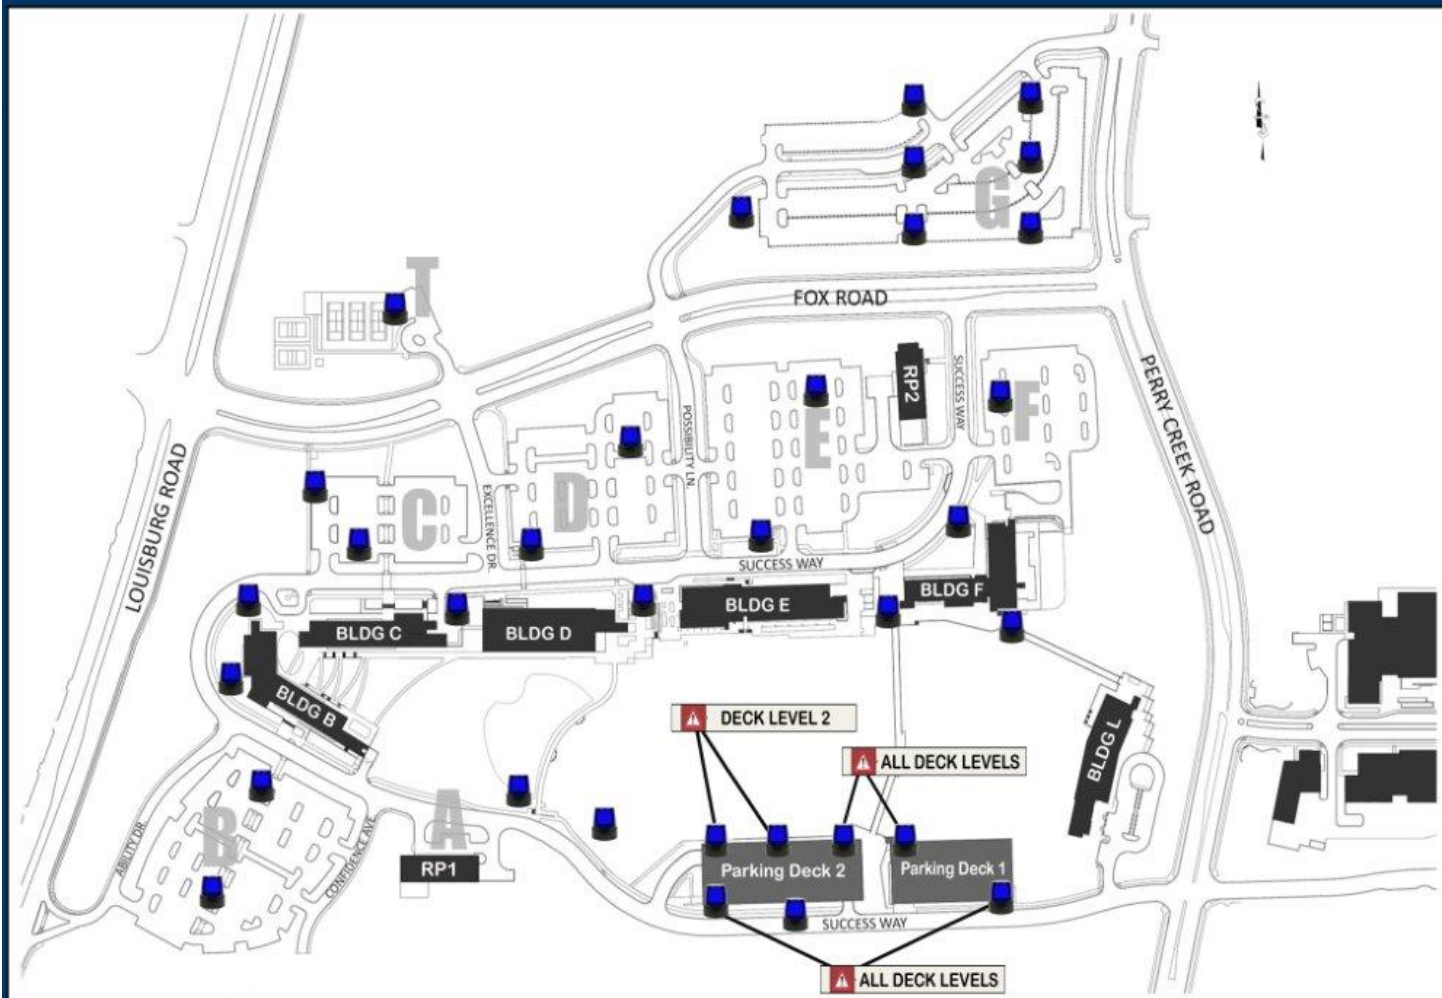 G
T
FOX ROAD
RP2
SUCCESS WAY
PERRY CREEK ROAD
F
E
POSSIBILITY LN.
D
C
EXCELLENCE DR.
LOUISBURG ROAD
SUCCESS WAY
BLDG F
BLDG E
BLDG D
BLDG C
BLDG B
BLDG L
DECK LEVEL 2
ALL DECK LEVELS
A
B
ABILITY DR.
CONFIDENCE AVE
RP1
Parking Deck 2
Parking Deck 1
SUCCESS WAY
ALL DECK LEVELS